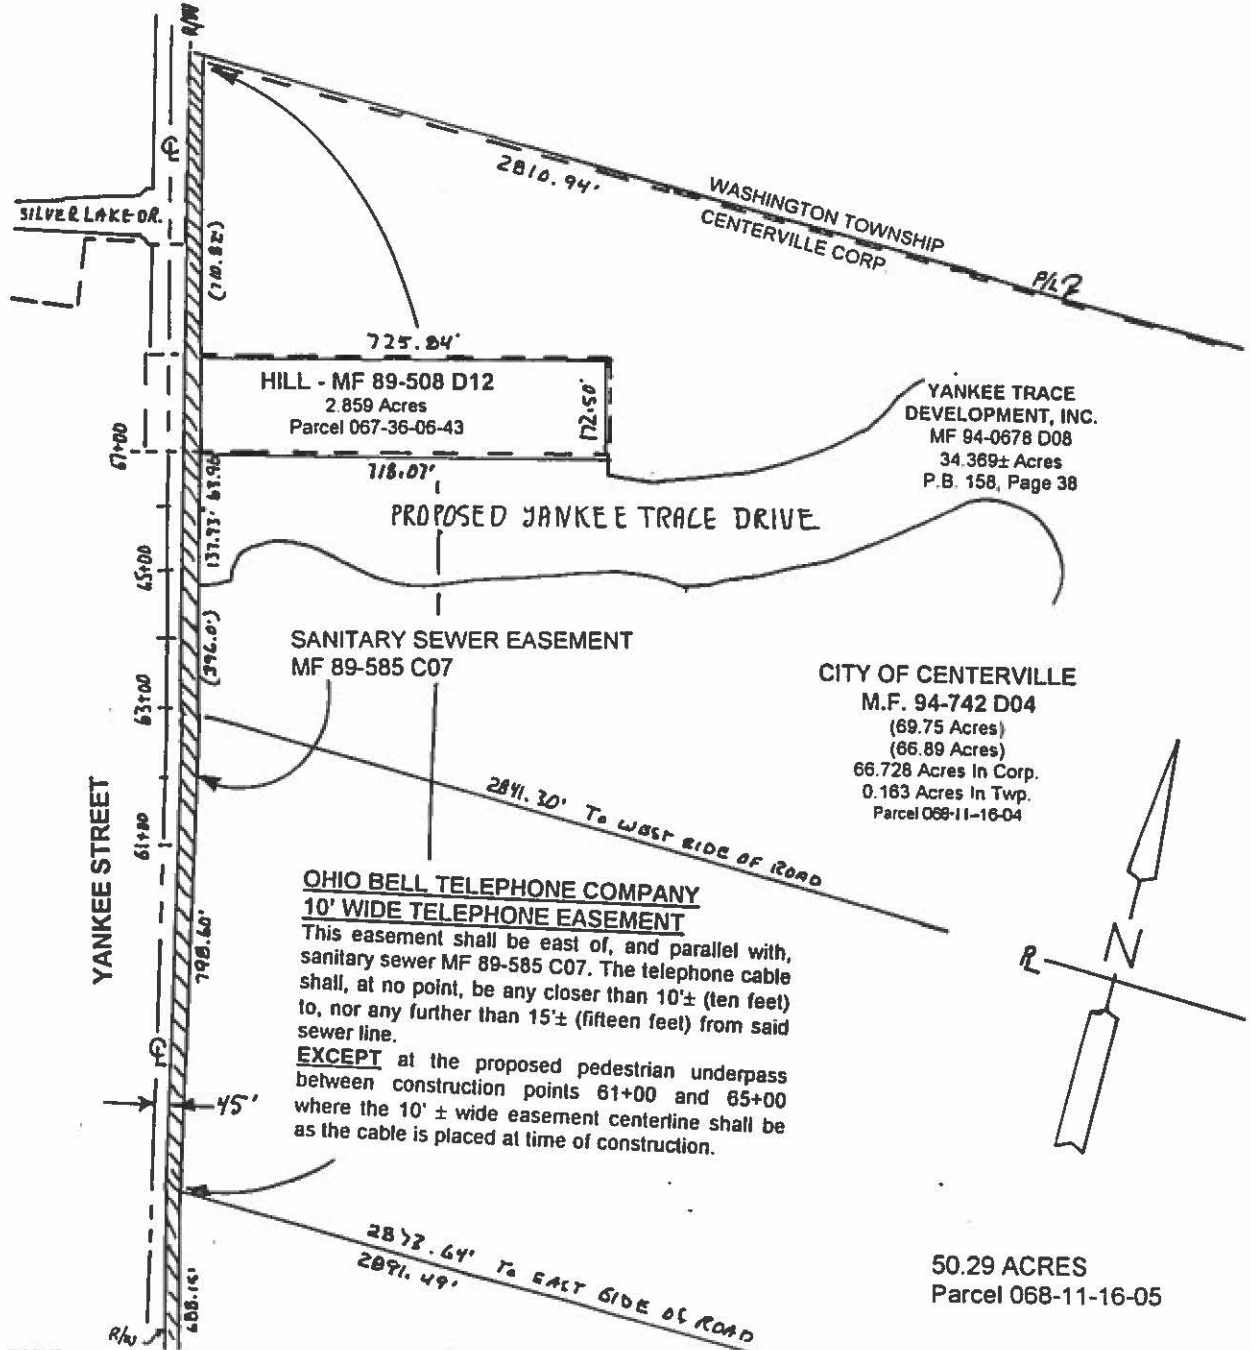 R/W
℄
SILVER LAKE DR.
2810.94'
WASHINGTON TOWNSHIP
CENTERVILLE CORP
P/L
(710.82')
725.84'
HILL - MF 89-508 D12
2.859 Acres
Parcel 067-36-06-43
172.50'
YANKEE TRACE
DEVELOPMENT, INC.
MF 94-0678 D08
34.369± Acres
P.B. 158, Page 38
67+00
718.07'
137.93'
PROPOSED YANKEE TRACE DRIVE
65+00
(396.0')
SANITARY SEWER EASEMENT
MF 89-585 C07
63+00
CITY OF CENTERVILLE
M.F. 94-742 D04
(69.75 Acres)
(66.89 Acres)
66.728 Acres In Corp.
0.163 Acres In Twp.
Parcel 068-11-16-04
2841.30' To WEST SIDE OF ROAD
61+00
YANKEE STREET
798.60'
OHIO BELL TELEPHONE COMPANY
10' WIDE TELEPHONE EASEMENT
This easement shall be east of, and parallel with,
sanitary sewer MF 89-585 C07. The telephone cable
shall, at no point, be any closer than 10'± (ten feet)
to, nor any further than 15'± (fifteen feet) from said
sewer line.
EXCEPT at the proposed pedestrian underpass
between construction points 61+00 and 65+00
where the 10' ± wide easement centerline shall be
as the cable is placed at time of construction.
N
℄
45'
2873.64' To EAST SIDE OF ROAD
2891.49'
688.15'
R/W
50.29 ACRES
Parcel 068-11-16-05